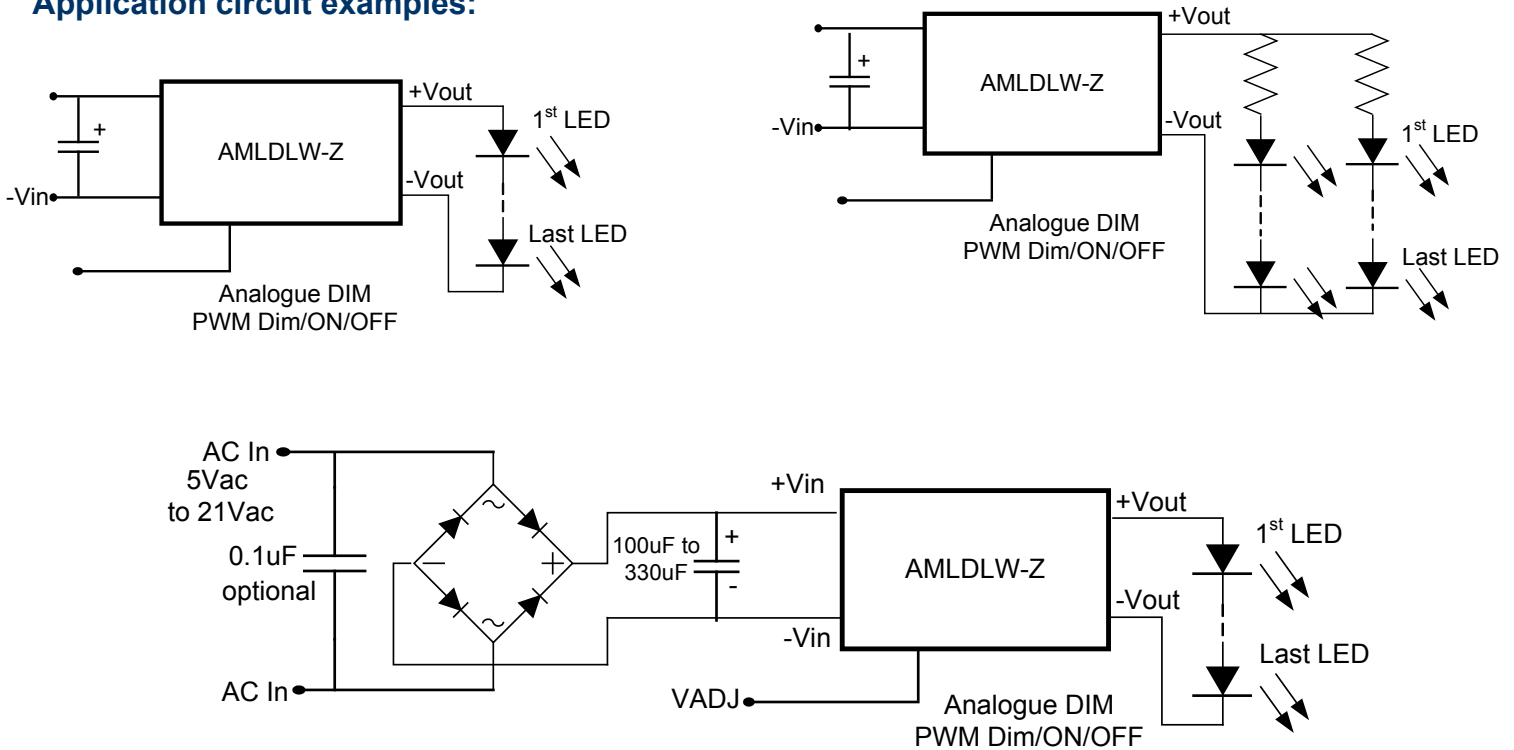 Application circuit examples:
+Vout
1st LED
+
AMLDLW-Z
-Vout
-Vin
Last LED
Analogue DIM
PWM Dim/ON/OFF
+Vout
+
AMLDLW-Z
-Vin
-Vout
1st LED
Analogue DIM
PWM Dim/ON/OFF
Last LED
AC In
5Vac
to 21Vac
0.1uF
optional
AC In
~
+
−
~
+Vin
100uF to
330uF
+
-
-Vin
AMLDLW-Z
+Vout
1st LED
-Vout
Last LED
VADJ
Analogue DIM
PWM Dim/ON/OFF